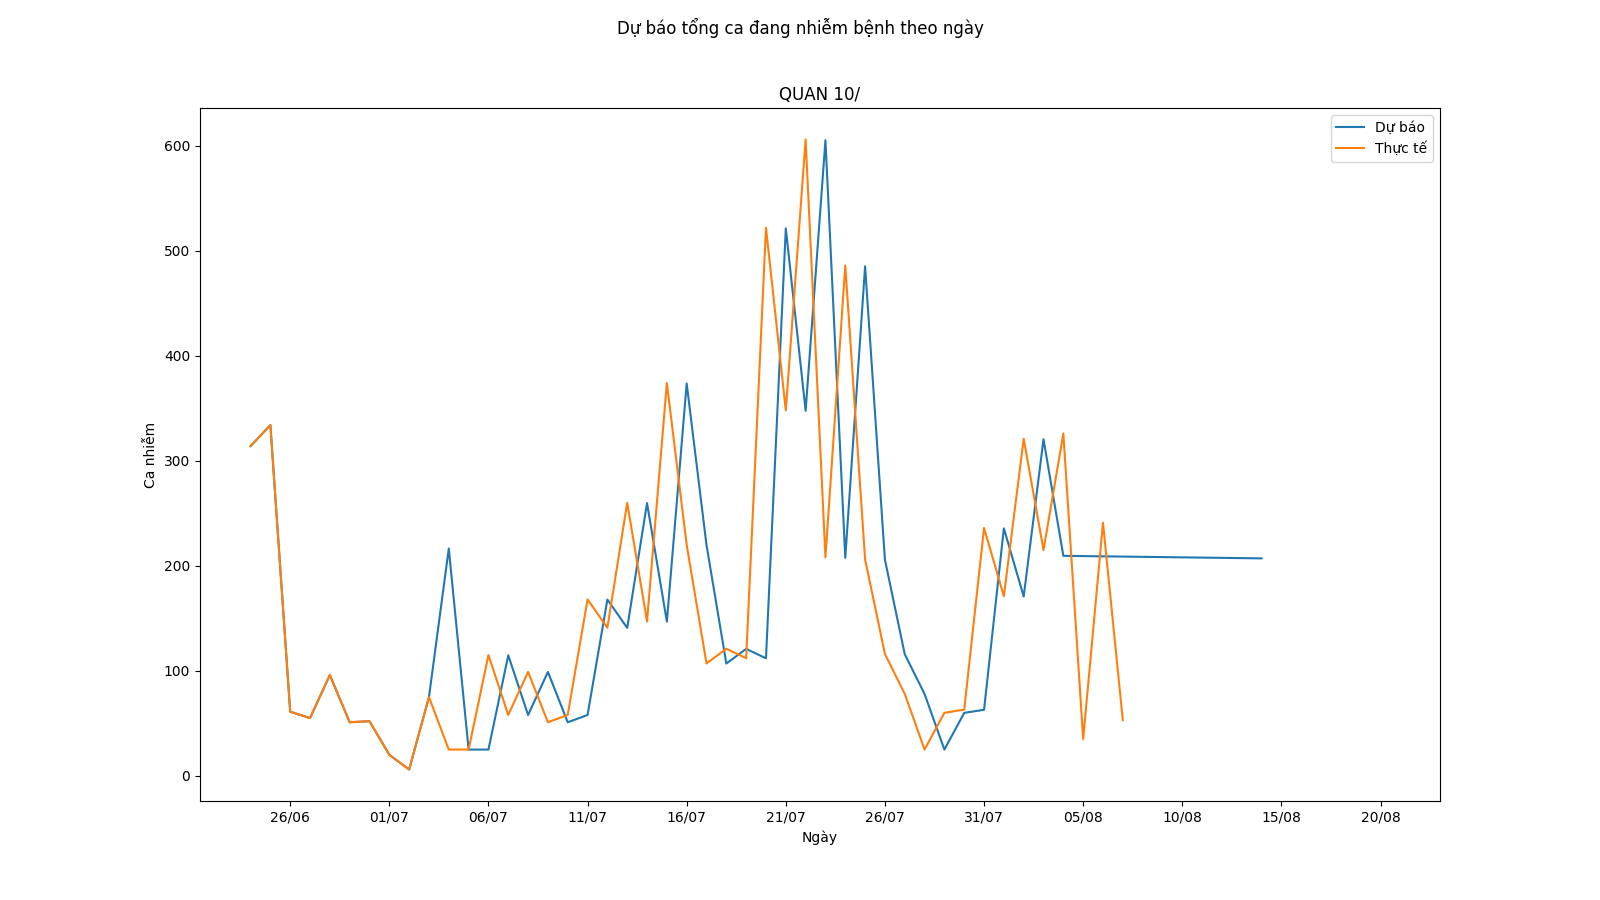 Dự báo tổng ca đang nhiễm bệnh theo ngày
QUAN 10/
Dự báo
Thực tế
600
500
400
300
200
100
0
Ca nhiễm
26/06 01/07 06/07 11/07 16/07 21/07 26/07 31/07 05/08 10/08 15/08 20/08
Ngày